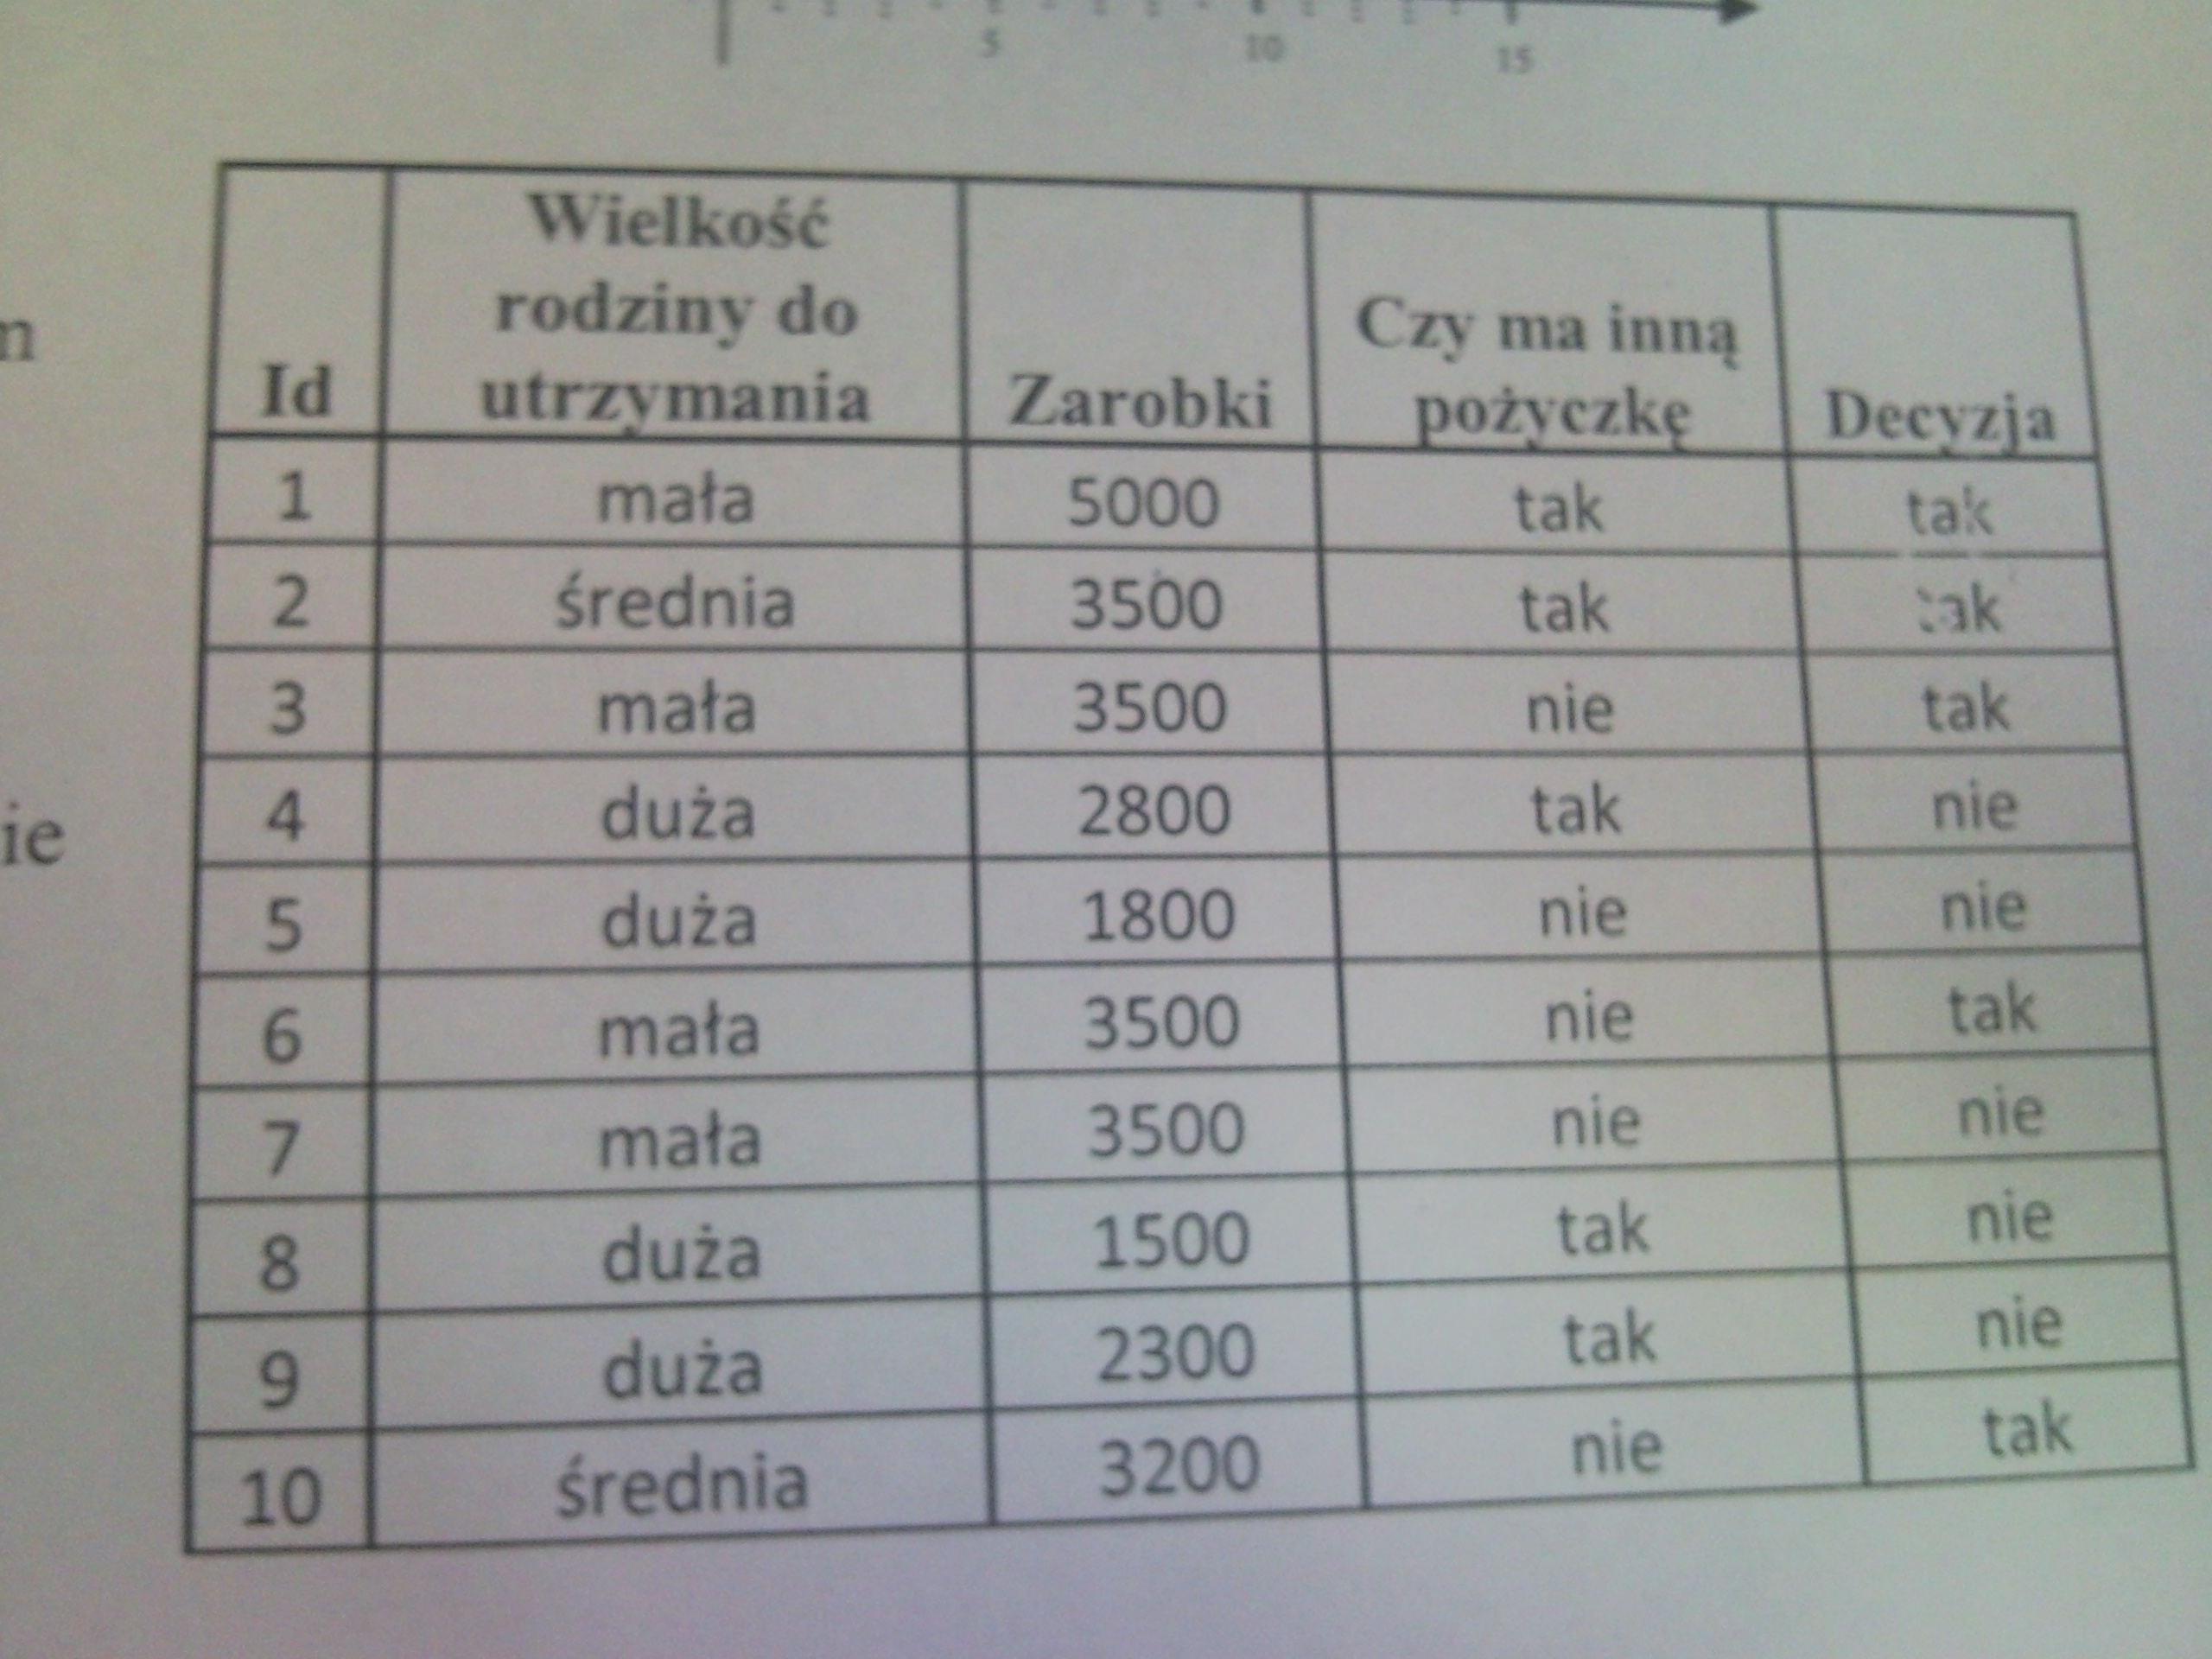 5 10 15
m
ie
Id Wielkość rodziny do utrzymania Zarobki Czy ma inną pożyczkę Decyzja
1 mała 5000 tak tak
2 średnia 3500 tak tak
3 mała 3500 nie tak
4 duża 2800 tak nie
5 duża 1800 nie nie
6 mała 3500 nie tak
7 mała 3500 nie nie
8 duża 1500 tak nie
9 duża 2300 tak nie
10 średnia 3200 nie tak